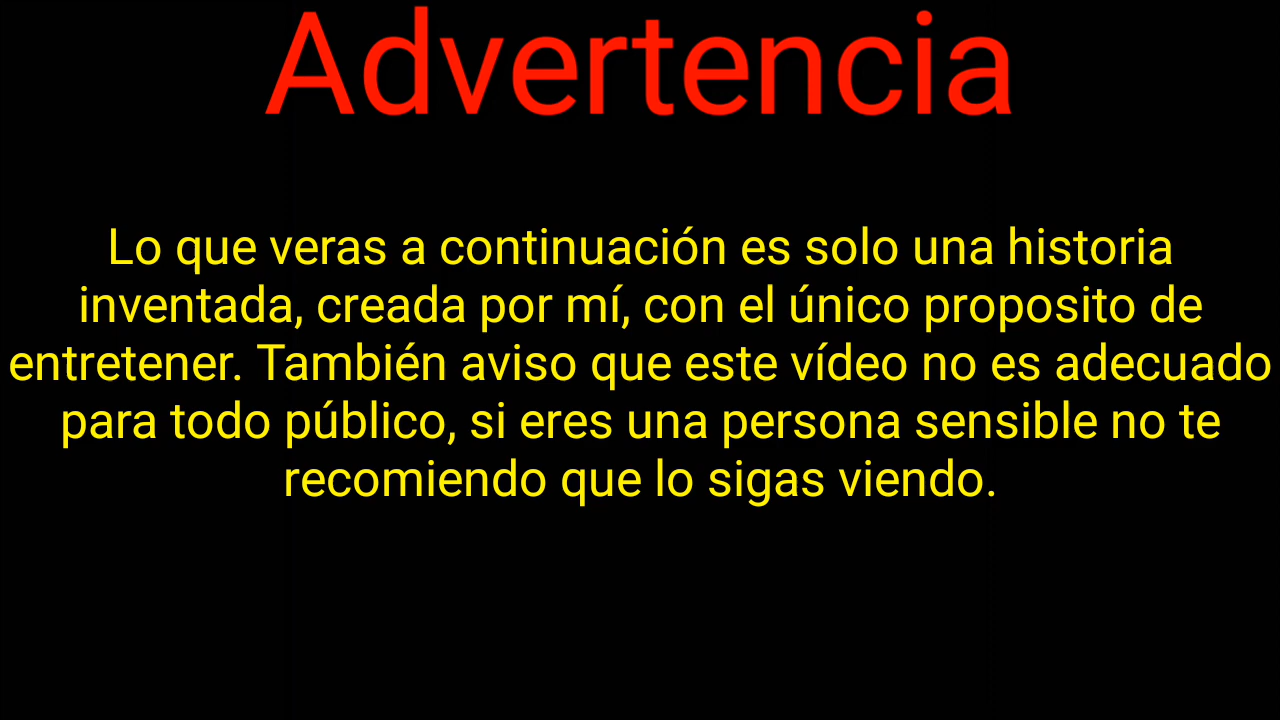 Advertencia
Lo que veras a continuación es solo una historia
inventada, creada por mí, con el único proposito de
entretener. También aviso que este vídeo no es adecuado
para todo público, si eres una persona sensible no te
recomiendo que lo sigas viendo.